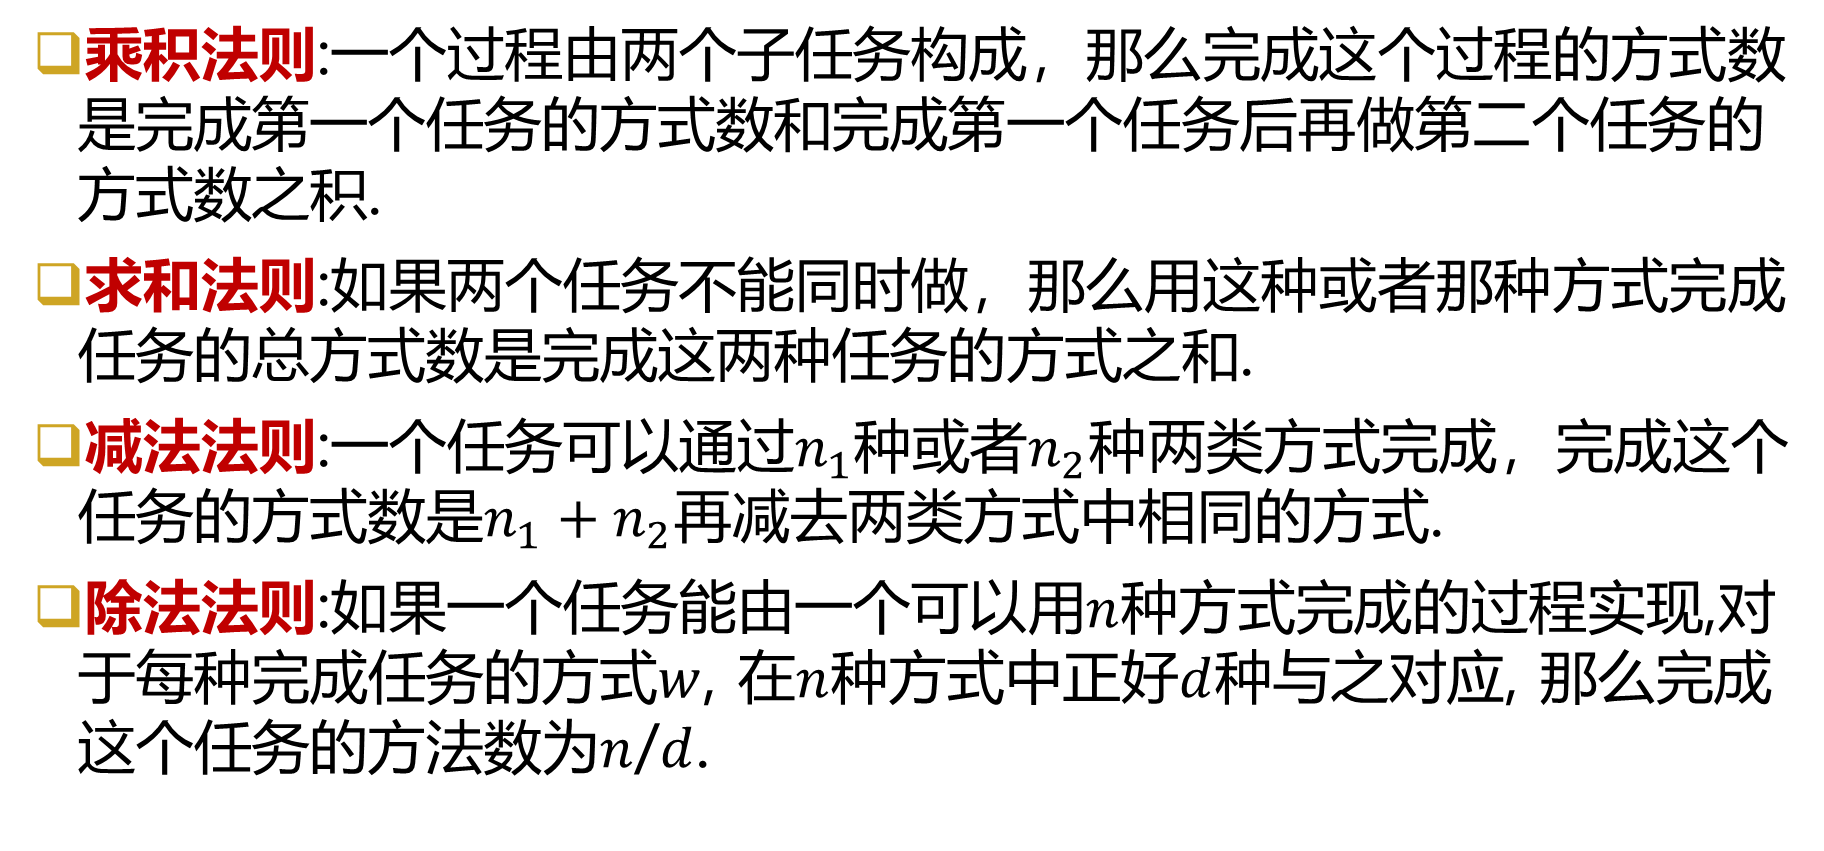 乘积法则:一个过程由两个子任务构成，那么完成这个过程的方式数
是完成第一个任务的方式数和完成第一个任务后再做第二个任务的
方式数之积.
求和法则:如果两个任务不能同时做，那么用这种或者那种方式完成
任务的总方式数是完成这两种任务的方式之和.
减法法则:一个任务可以通过n₁种或者n₂种两类方式完成，完成这个
任务的方式数是n₁ + n₂再减去两类方式中相同的方式.
除法法则:如果一个任务能由一个可以用n种方式完成的过程实现,对
于每种完成任务的方式w, 在n种方式中正好d种与之对应, 那么完成
这个任务的方法数为n/d.